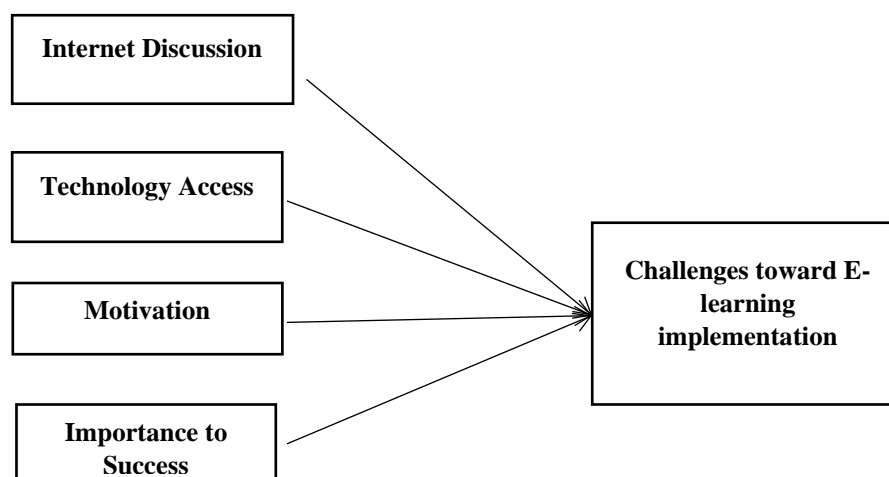 Internet Discussion
Technology Access
Motivation
Importance to
Success
Challenges toward E-
learning
implementation